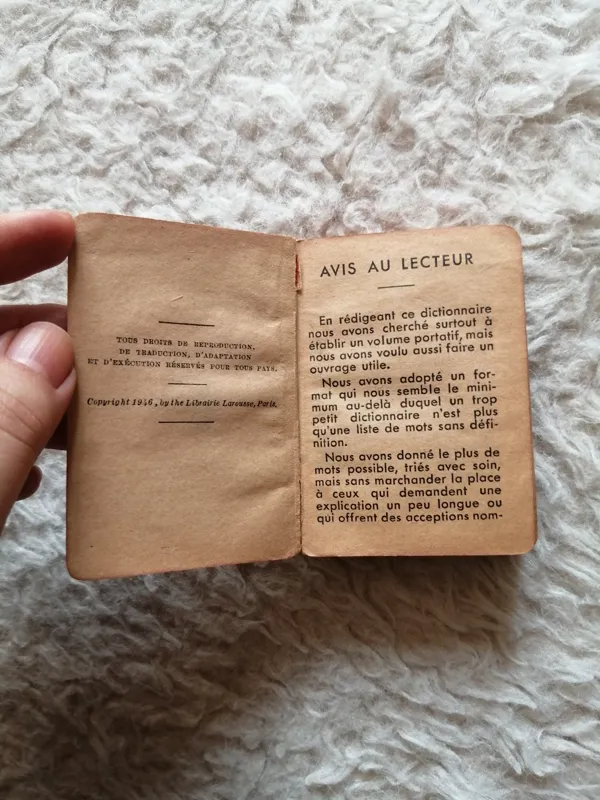 TOUS DROITS DE REPRODUCTION,
DE TRADUCTION, D'ADAPTATION
ET D'EXÉCUTION RÉSERVÉS POUR TOUS PAYS.
Copyright 1946, by the Librairie Larousse, Paris.
AVIS AU LECTEUR
En rédigeant ce dictionnaire
nous avons cherché surtout à
établir un volume portatif, mais
nous avons voulu aussi faire un
ouvrage utile.
Nous avons adopté un for-
mat qui nous semble le mini-
mum au-delà duquel un trop
petit dictionnaire n'est plus
qu'une liste de mots sans défi-
nition.
Nous avons donné le plus de
mots possible, triés avec soin,
mais sans marchander la place
à ceux qui demandent une
explication un peu longue ou
qui offrent des acceptions nom-